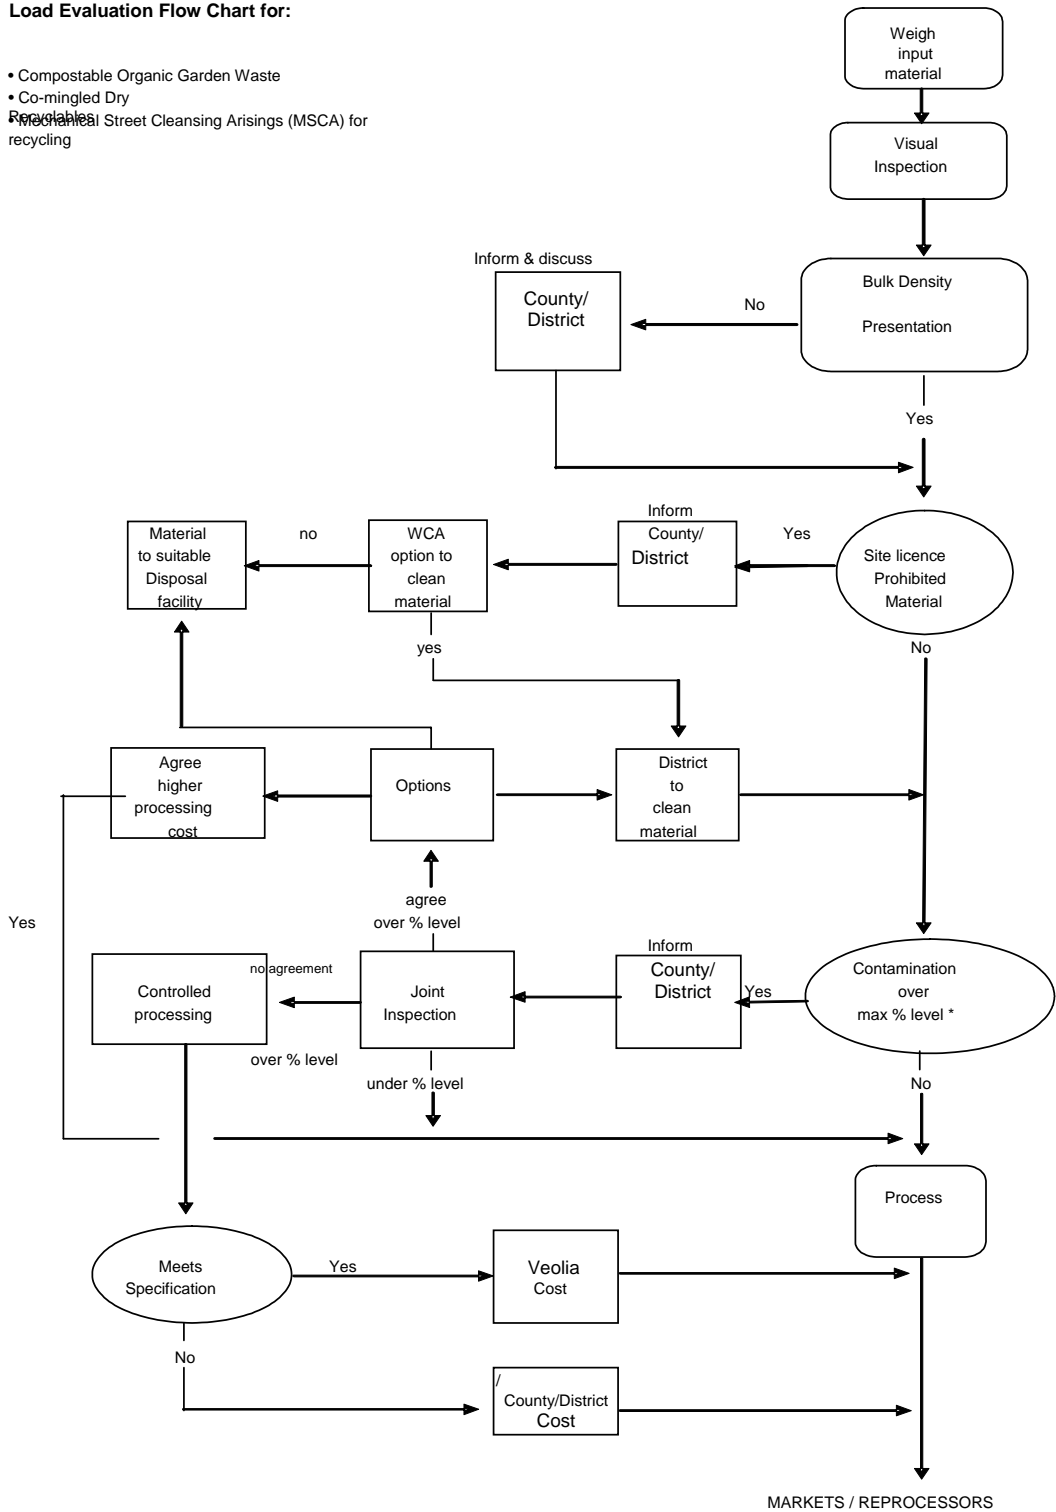 Load Evaluation Flow Chart for:
• Compostable Organic Garden Waste
• Co-mingled Dry
Recyclables
• Mechanical Street Cleansing Arisings (MSCA) for
recycling
Weigh
input
material
Visual
Inspection
Bulk Density
Presentation
No
Inform & discuss
County/
District
Yes
Site licence
Prohibited
Material
Yes
Inform
County/
District
WCA
option to
clean
material
no
Material
to suitable
Disposal
facility
yes
No
Agree
higher
processing
cost
Options
District
to
clean
material
agree
over % level
Yes
Contamination
over
max % level *
Yes
Inform
County/
District
Joint
Inspection
no agreement
over % level
Controlled
processing
under % level
No
Process
Meets
Specification
Yes
Veolia
Cost
No
/
County/District
Cost
MARKETS / REPROCESSORS